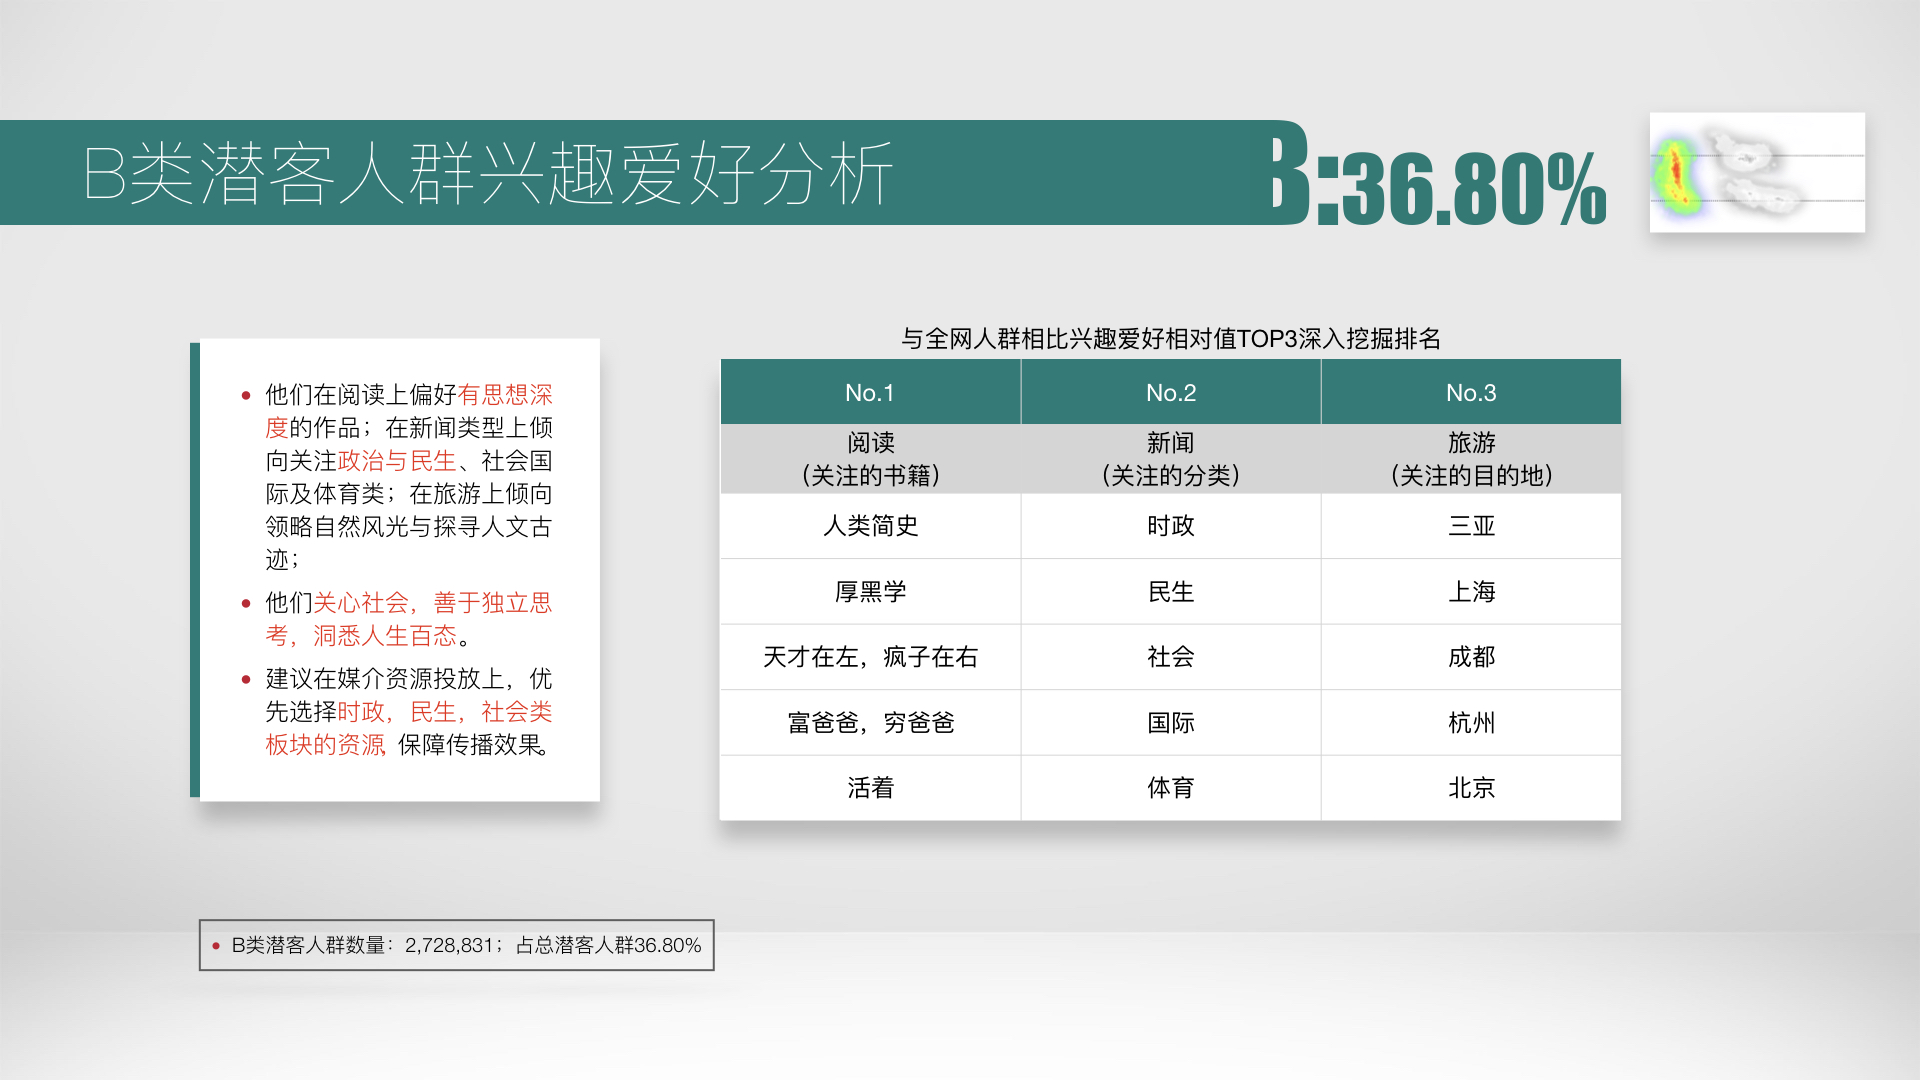 B类潜客人群兴趣爱好分析
B:36.80%
他们在阅读上偏好有思想深
度的作品；在新闻类型上倾
向关注政治与民生、社会国
际及体育类；在旅游上倾向
领略自然风光与探寻人文古
迹；
他们关心社会，善于独立思
考，洞悉人生百态。
建议在媒介资源投放上，优
先选择时政，民生，社会类
板块的资源，保障传播效果。
与全网人群相比兴趣爱好相对值TOP3深入挖掘排名
No.1 No.2 No.3
阅读 新闻 旅游
（关注的书籍） （关注的分类） （关注的目的地）
人类简史 时政 三亚
厚黑学 民生 上海
天才在左，疯子在右 社会 成都
富爸爸，穷爸爸 国际 杭州
活着 体育 北京
B类潜客人群数量：2,728,831；占总潜客人群36.80%